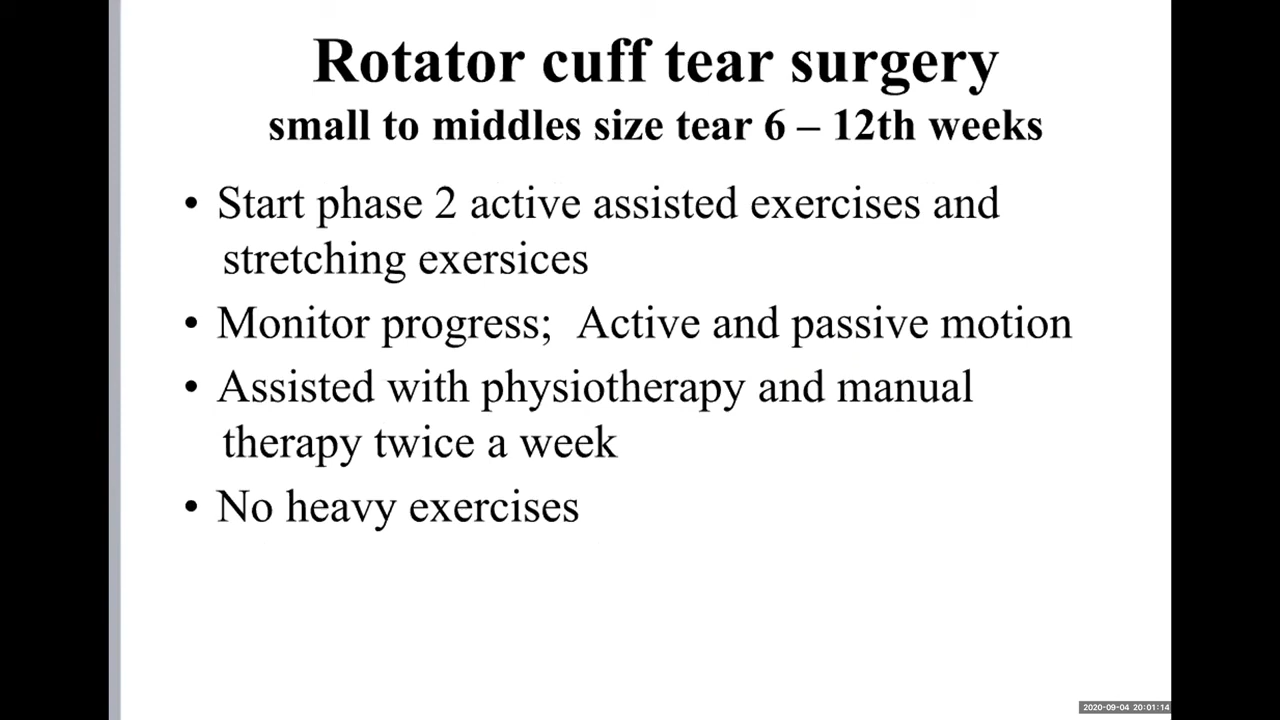 Rotator cuff tear surgery
small to middles size tear 6 – 12th weeks
• Start phase 2 active assisted exercises and
stretching exersices
• Monitor progress;  Active and passive motion
• Assisted with physiotherapy and manual
therapy twice a week
• No heavy exercises
2020-09-04 20:01:14